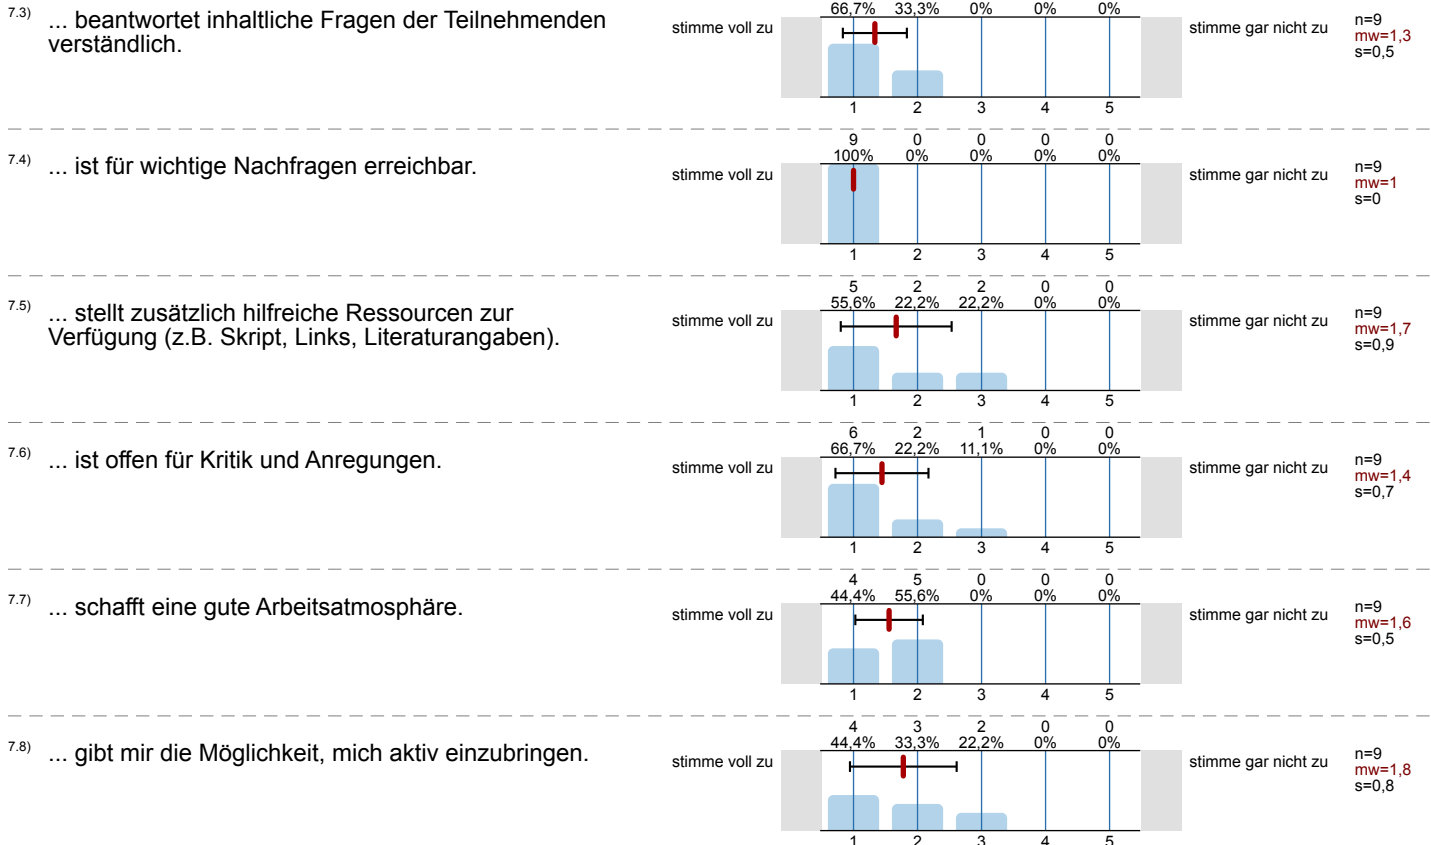 7.3) ... beantwortet inhaltliche Fragen der Teilnehmenden
verständlich.
66,7% 33,3% 0% 0% 0%
stimme voll zu
stimme gar nicht zu
n=9
mw=1,3
s=0,5
1 2 3 4 5
7.4) ... ist für wichtige Nachfragen erreichbar.
9 0 0 0 0
100% 0% 0% 0% 0%
stimme voll zu
stimme gar nicht zu
n=9
mw=1
s=0
1 2 3 4 5
7.5) ... stellt zusätzlich hilfreiche Ressourcen zur
Verfügung (z.B. Skript, Links, Literaturangaben).
5 2 2 0 0
55,6% 22,2% 22,2% 0% 0%
stimme voll zu
stimme gar nicht zu
n=9
mw=1,7
s=0,9
1 2 3 4 5
7.6) ... ist offen für Kritik und Anregungen.
6 2 1 0 0
66,7% 22,2% 11,1% 0% 0%
stimme voll zu
stimme gar nicht zu
n=9
mw=1,4
s=0,7
1 2 3 4 5
7.7) ... schafft eine gute Arbeitsatmosphäre.
4 5 0 0 0
44,4% 55,6% 0% 0% 0%
stimme voll zu
stimme gar nicht zu
n=9
mw=1,6
s=0,5
1 2 3 4 5
7.8) ... gibt mir die Möglichkeit, mich aktiv einzubringen.
4 3 2 0 0
44,4% 33,3% 22,2% 0% 0%
stimme voll zu
stimme gar nicht zu
n=9
mw=1,8
s=0,8
1 2 3 4 5